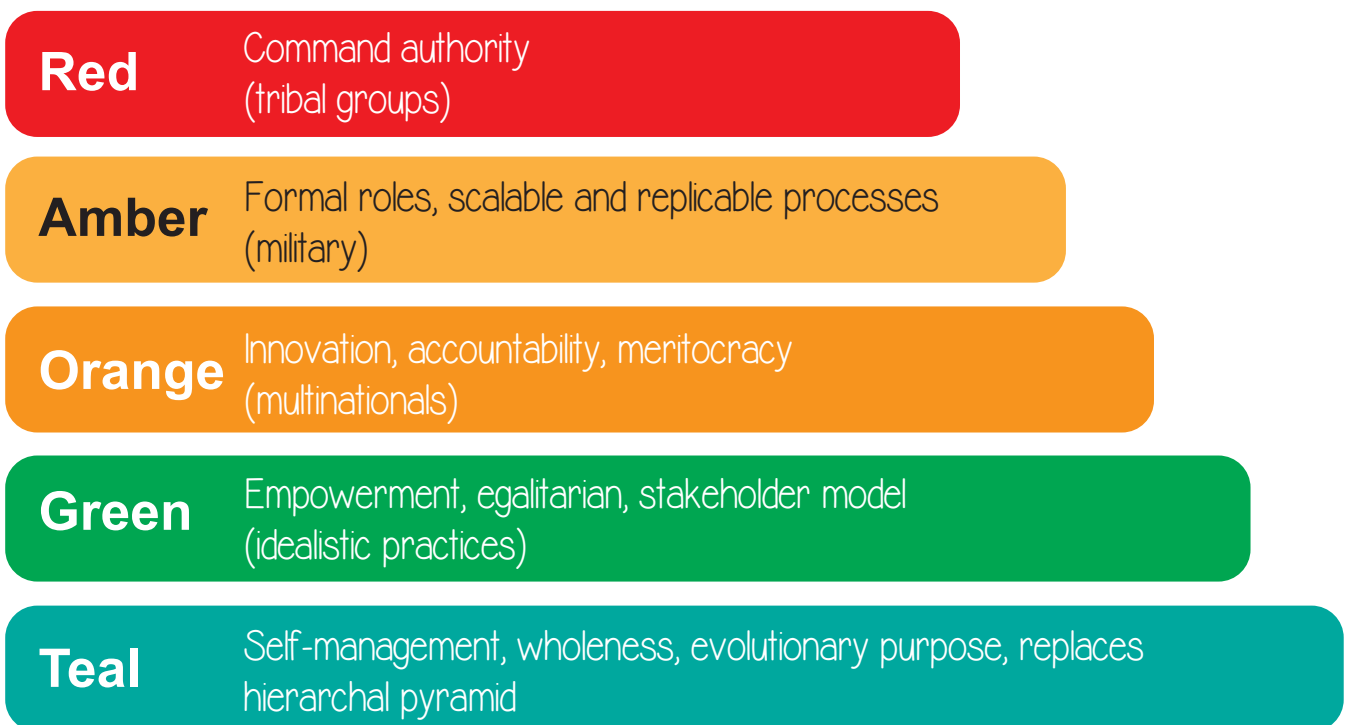 Red
Command authority
(tribal groups)
Amber
Formal roles, scalable and replicable processes
(military)
Orange
Innovation, accountability, meritocracy
(multinationals)
Green
Empowerment, egalitarian, stakeholder model
(idealistic practices)
Teal
Self-management, wholeness, evolutionary purpose, replaces
hierarchal pyramid